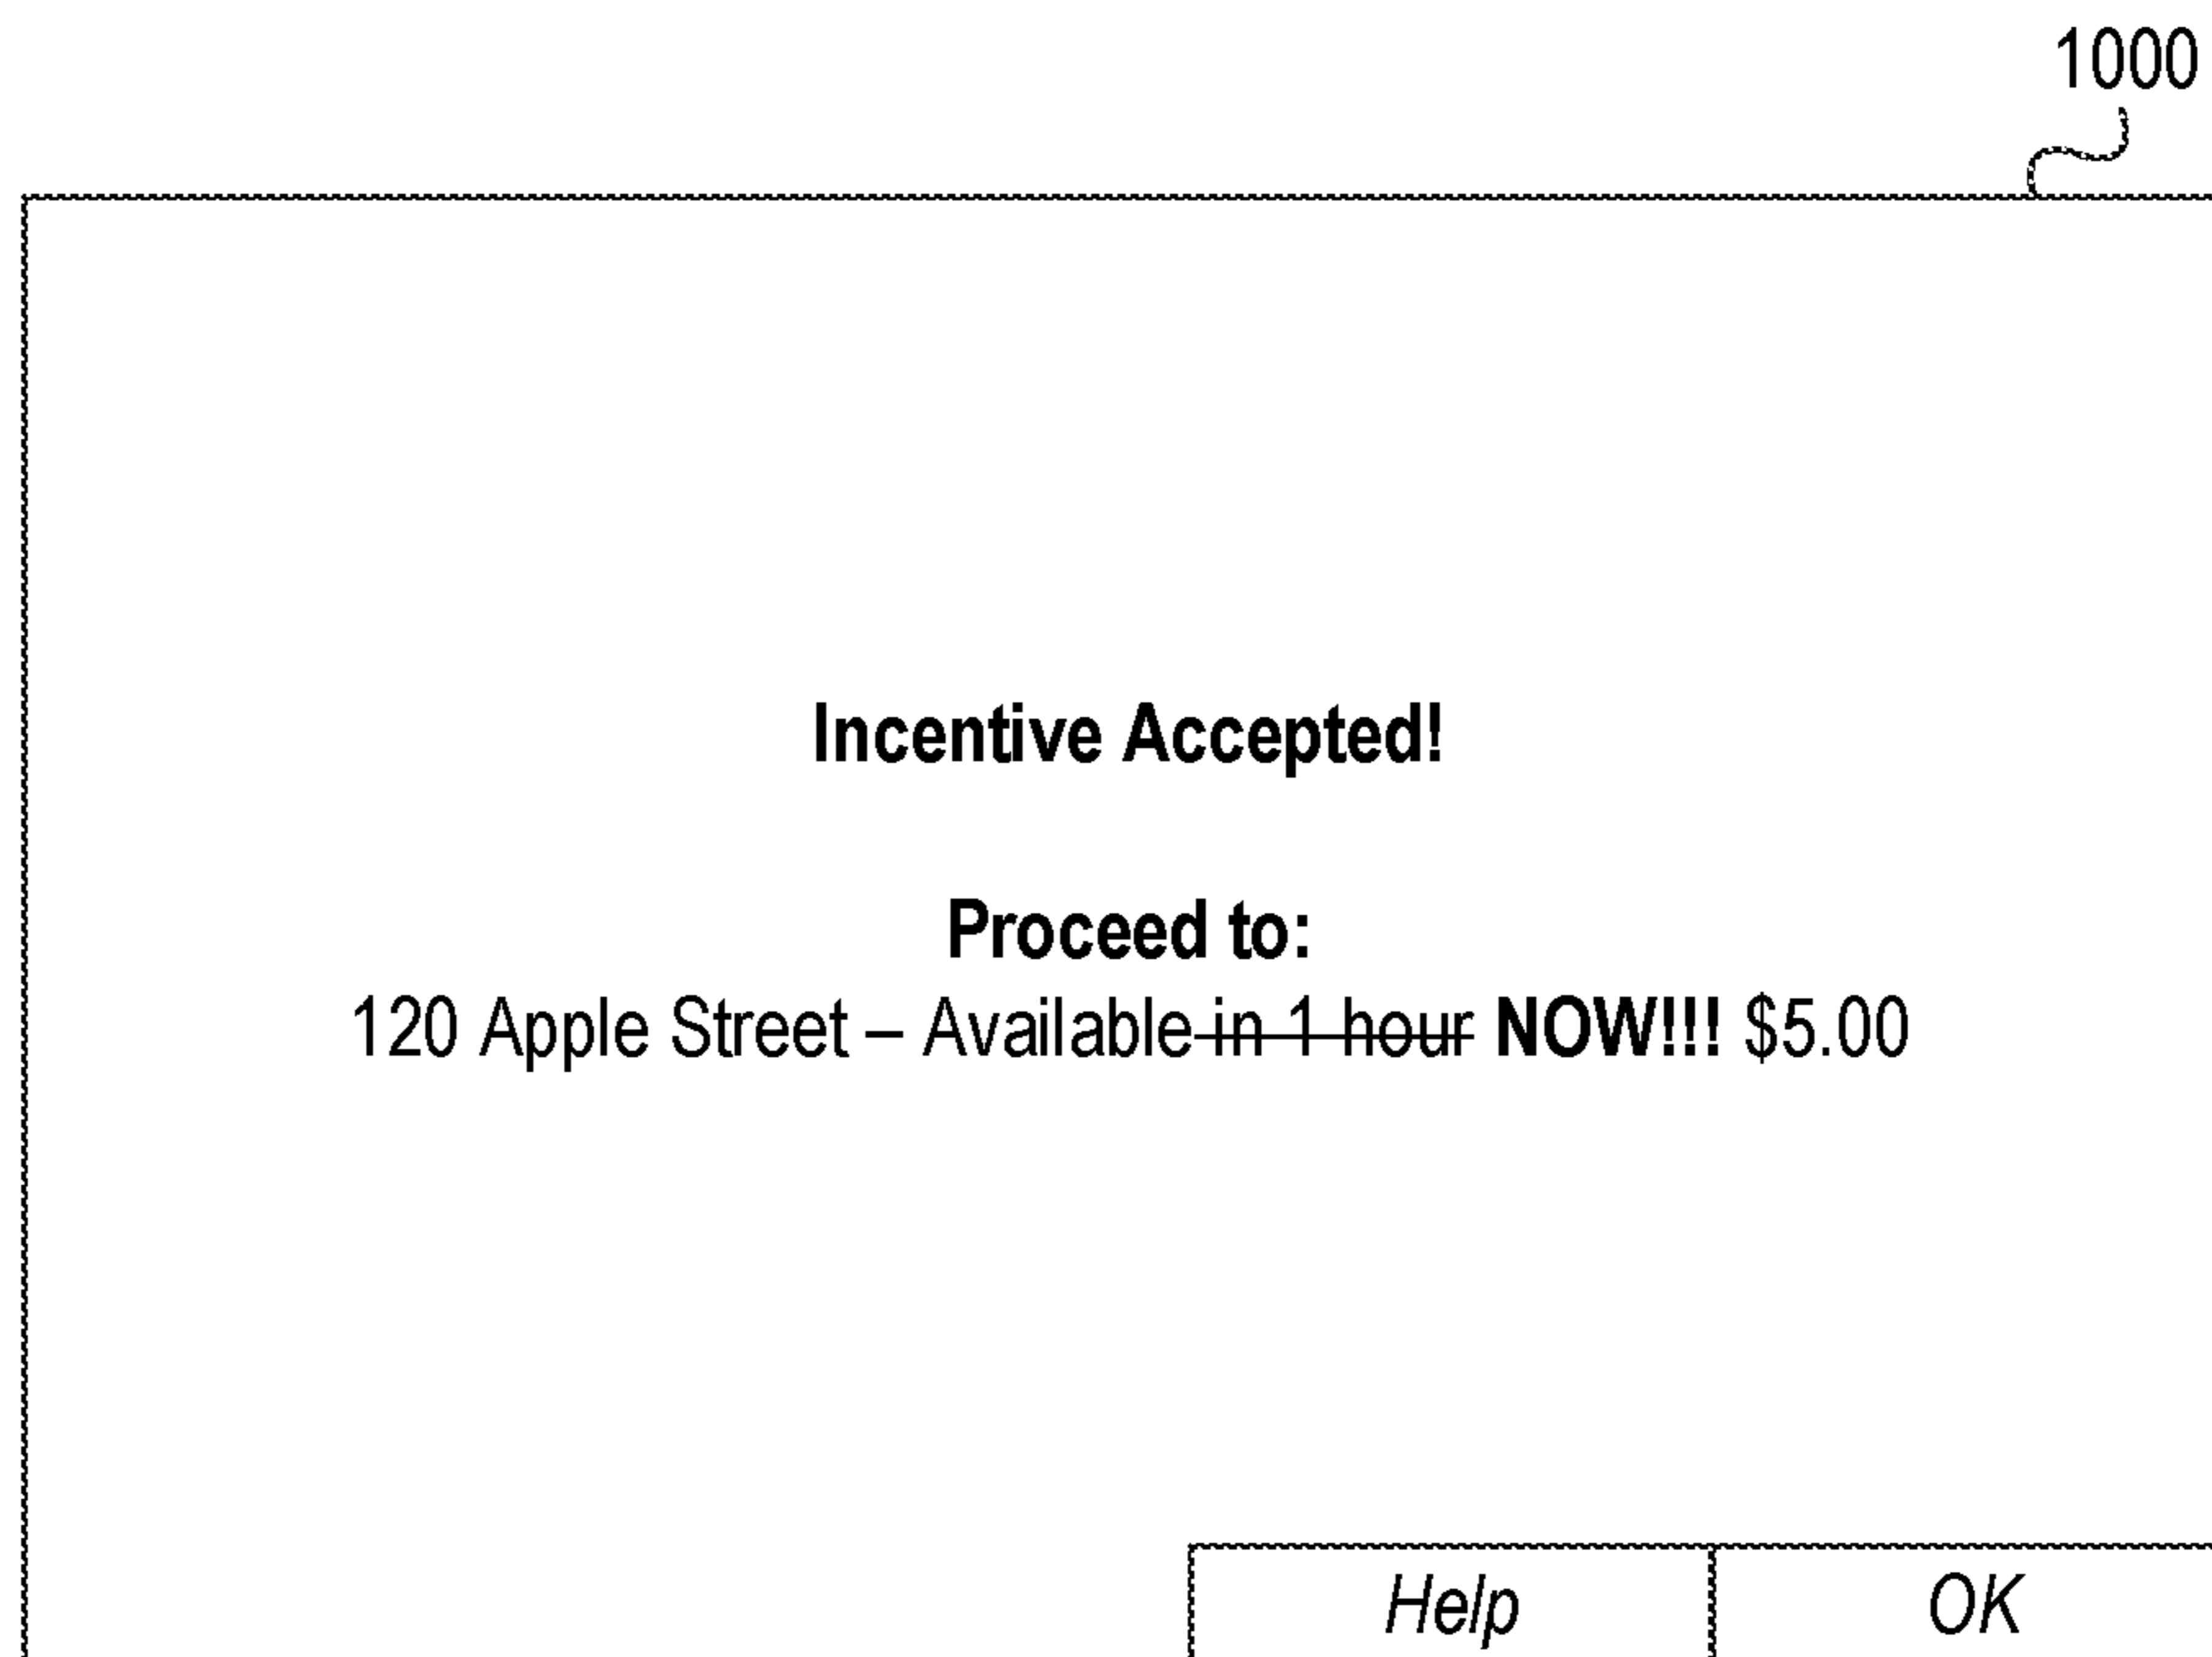 1000
Incentive Accepted!
Proceed to:
120 Apple Street – Available in 1 hour NOW!!! $5.00
Help OK